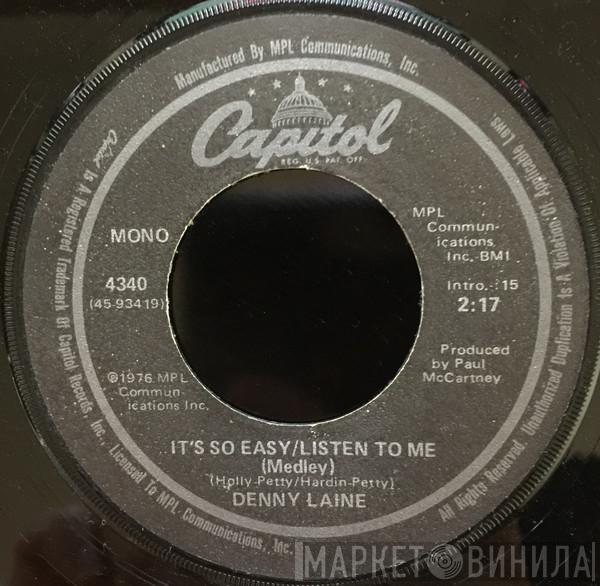 Manufactured By MPL Communications, Inc.
Capitol
REG. U.S. PAT. OFF.
MONO
4340
(45-93419)
℗1976 MPL
Commun-
ications Inc.
MPL
Commun-
ications
Inc.-BMI
Intro.-:15
2:17
Produced
by Paul
McCartney
IT'S SO EASY/LISTEN TO ME
(Medley)
(Holly-Petty/Hardin-Petty)
DENNY LAINE
Capitol Is A Registered Trademark Of Capitol Records, Inc., Licensed To MPL Communications, Inc.
All Rights Reserved. Unauthorized Duplication Is A Violation Of Applicable Laws.
МАРКЕТ ВИНИЛА